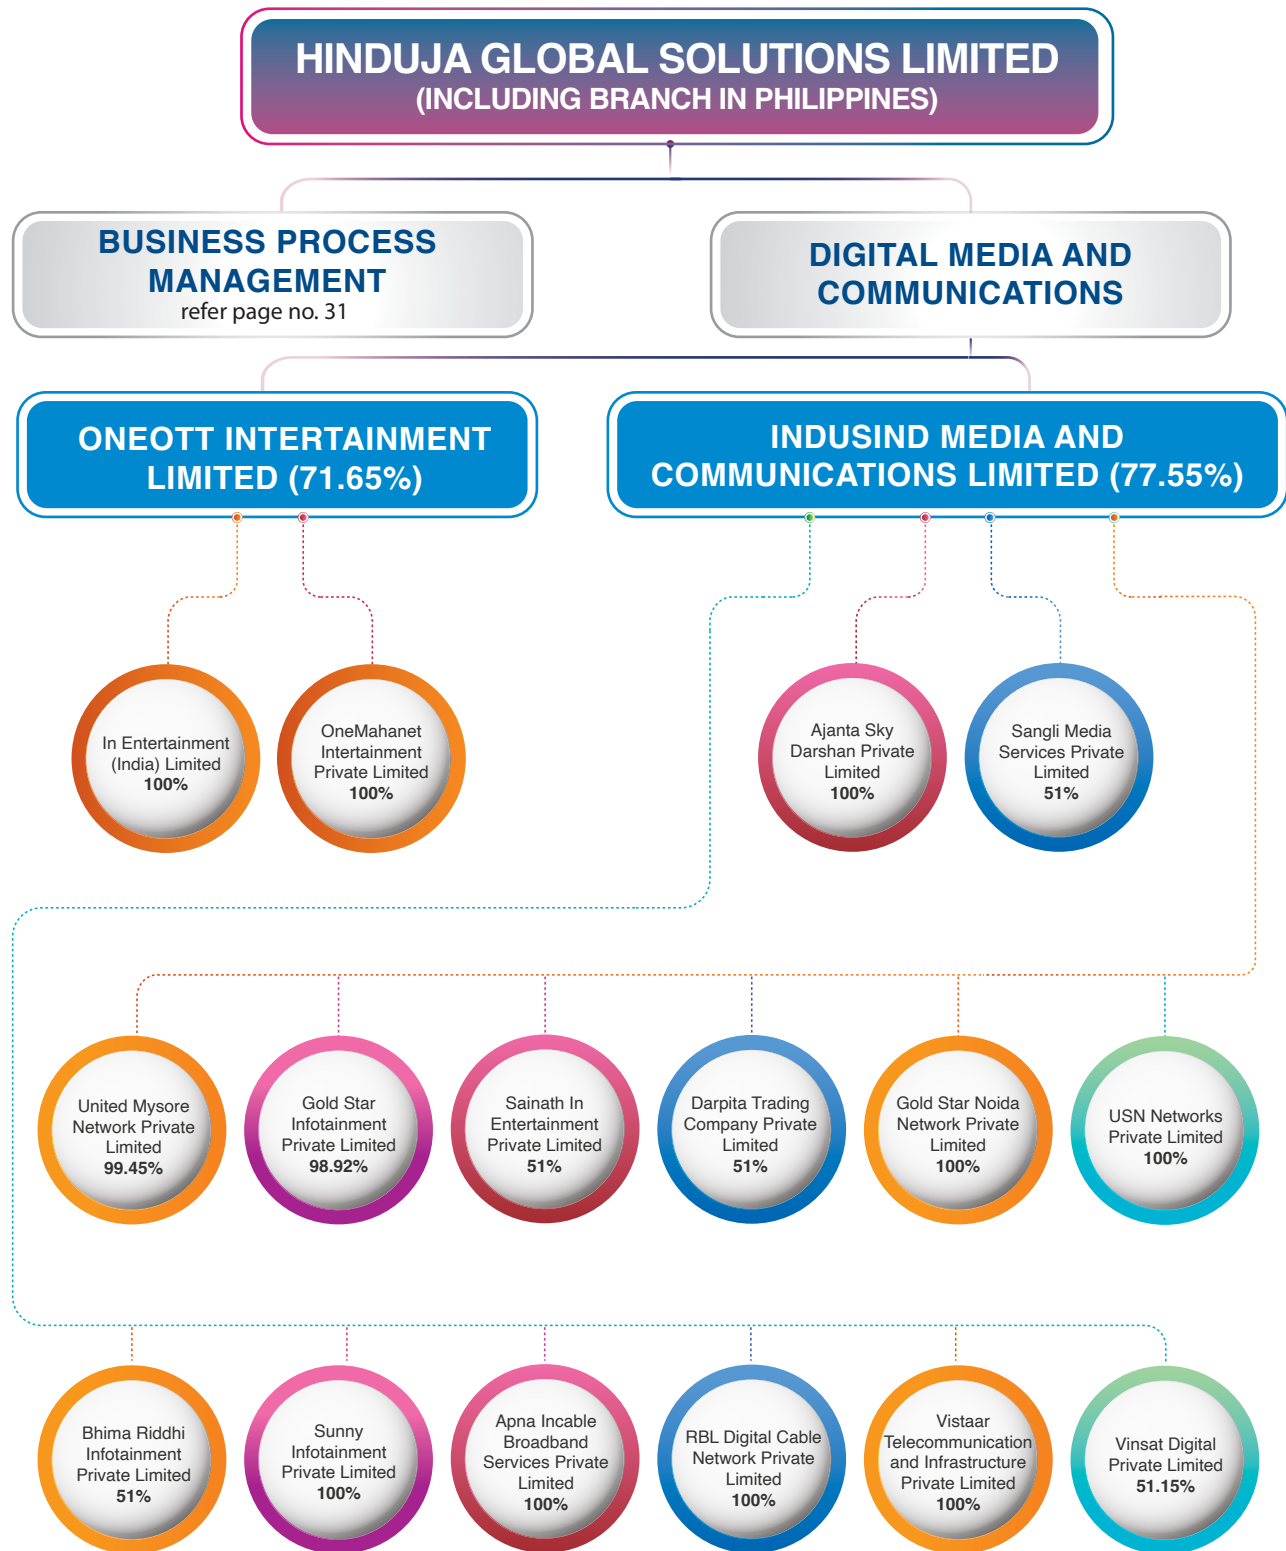 HINDUJA GLOBAL SOLUTIONS LIMITED
(INCLUDING BRANCH IN PHILIPPINES)
BUSINESS PROCESS
MANAGEMENT
refer page no. 31
DIGITAL MEDIA AND
COMMUNICATIONS
ONEOTT INTERTAINMENT
LIMITED (71.65%)
INDUSIND MEDIA AND
COMMUNICATIONS LIMITED (77.55%)
In Entertainment
(India) Limited
100%
OneMahanet
Intertainment
Private Limited
100%
Ajanta Sky
Darshan Private
Limited
100%
Sangli Media
Services Private
Limited
51%
United Mysore
Network Private
Limited
99.45%
Gold Star
Infotainment
Private Limited
98.92%
Sainath In
Entertainment
Private Limited
51%
Darpita Trading
Company Private
Limited
51%
Gold Star Noida
Network Private
Limited
100%
USN Networks
Private Limited
100%
Bhima Riddhi
Infotainment
Private Limited
51%
Sunny
Infotainment
Private Limited
100%
Apna Incable
Broadband
Services Private
Limited
100%
RBL Digital Cable
Network Private
Limited
100%
Vistaar
Telecommunication
and Infrastructure
Private Limited
100%
Vinsat Digital
Private Limited
51.15%